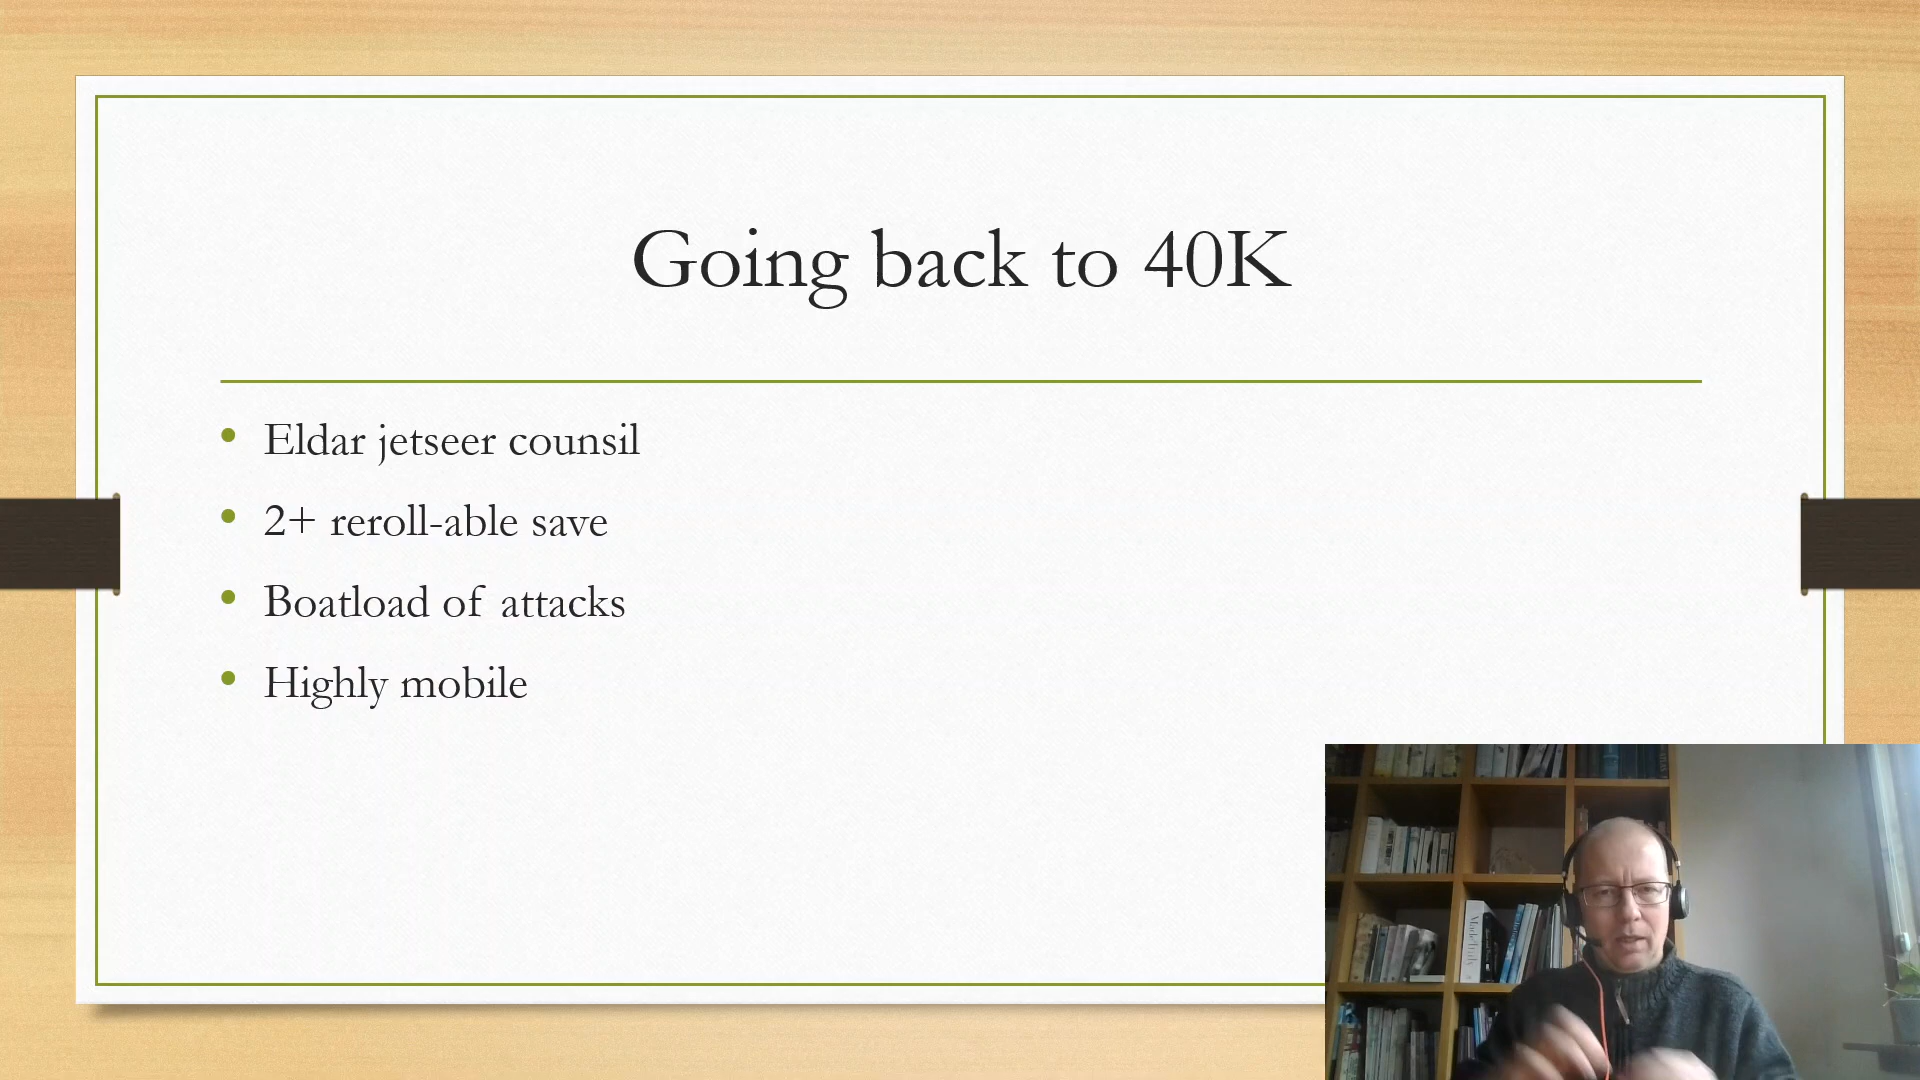 Going back to 40K
Eldar jetseer counsil
2+ reroll-able save
Boatload of attacks
Highly mobile